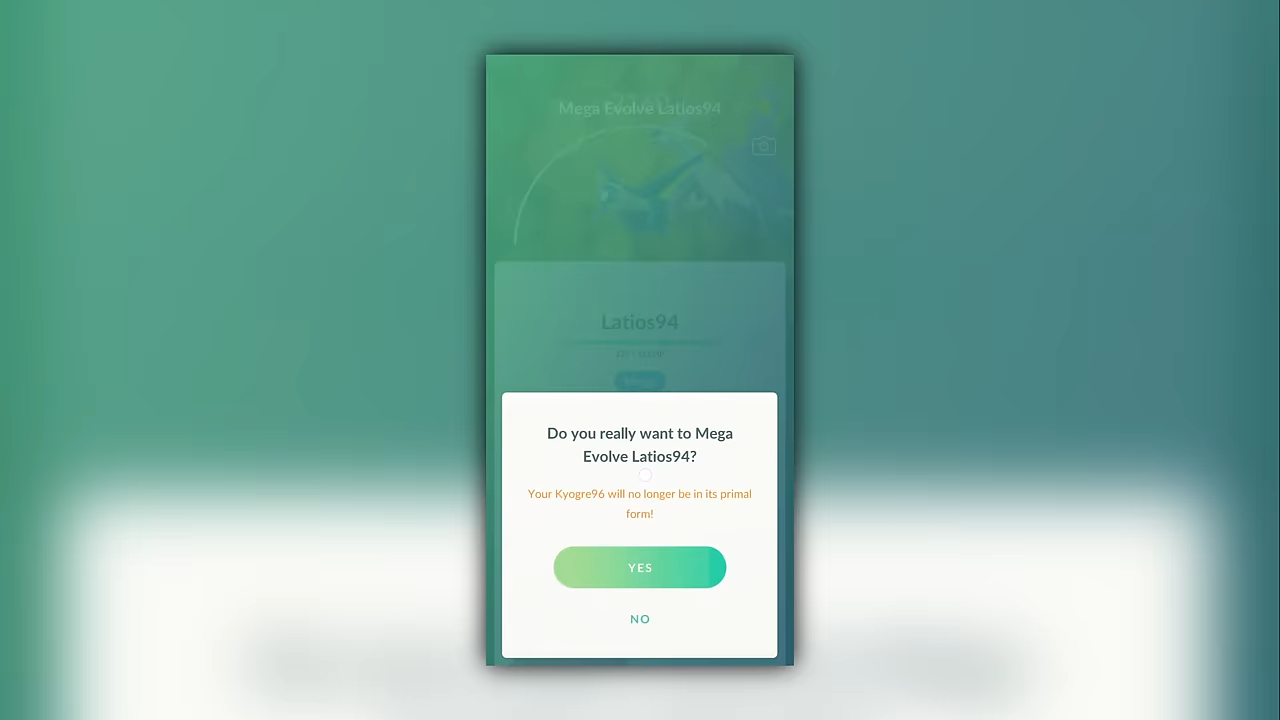 Mega Evolve Latios94
Latios94
Do you really want to Mega
Evolve Latios94?
Your Kyogre96 will no longer be in its primal
form!
YES
NO